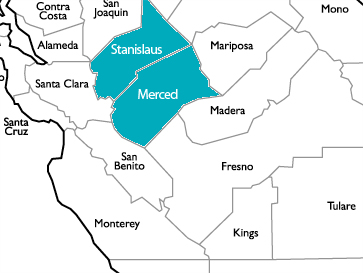 Contra
Costa
San
Joaquin
Mono
Alameda
Stanislaus
Mariposa
Santa Clara
Merced
Madera
Santa
Cruz
San
Benito
Fresno
Monterey
Kings
Tulare